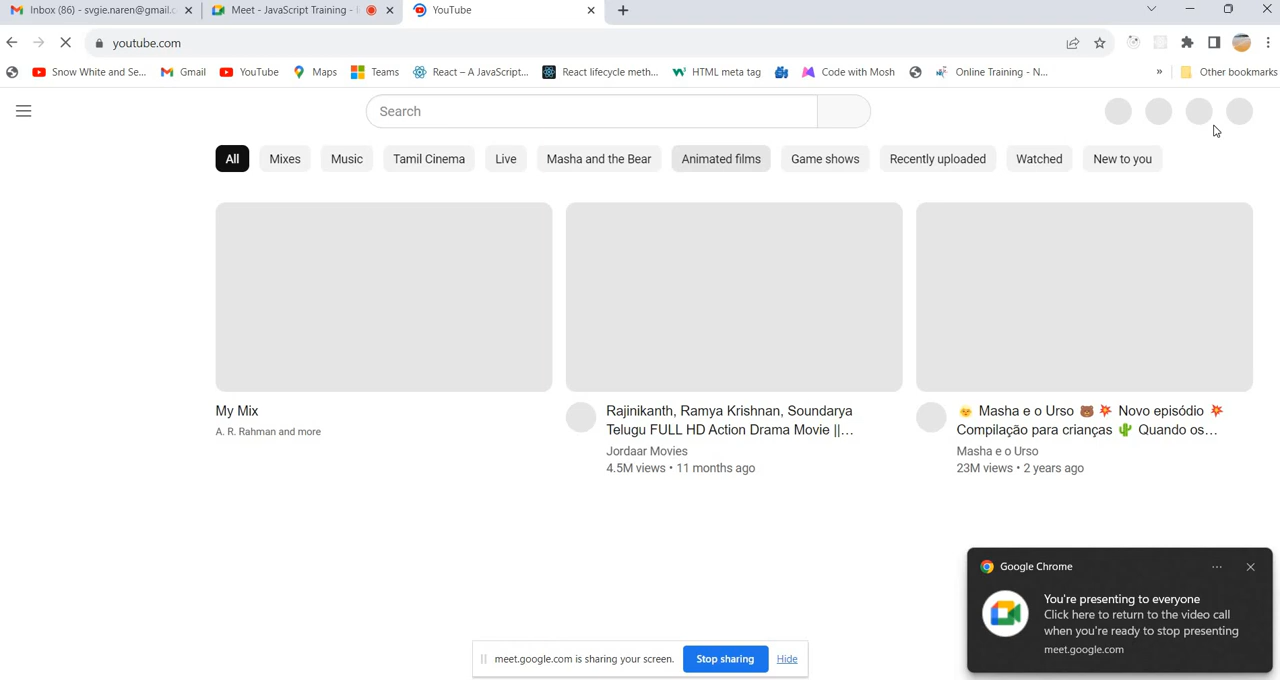 Inbox (86) - svgie.naren@gmail.c
Meet - JavaScript Training -
YouTube
youtube.com
Snow White and Se...
Gmail
YouTube
Maps
Teams
React – A JavaScript...
React lifecycle meth...
HTML meta tag
Code with Mosh
Online Training - N...
»
Other bookmarks
Search
All
Mixes
Music
Tamil Cinema
Live
Masha and the Bear
Animated films
Game shows
Recently uploaded
Watched
New to you
My Mix
A. R. Rahman and more
Rajinikanth, Ramya Krishnan, Soundarya
Telugu FULL HD Action Drama Movie ||...
Jordaar Movies
4.5M views • 11 months ago
🌞 Masha e o Urso 🐻💥 Novo episódio 💥
Compilação para crianças 🌵 Quando os...
Masha e o Urso
23M views • 2 years ago
Google Chrome
You're presenting to everyone
Click here to return to the video call
when you're ready to stop presenting
meet.google.com
meet.google.com is sharing your screen.
Stop sharing
Hide